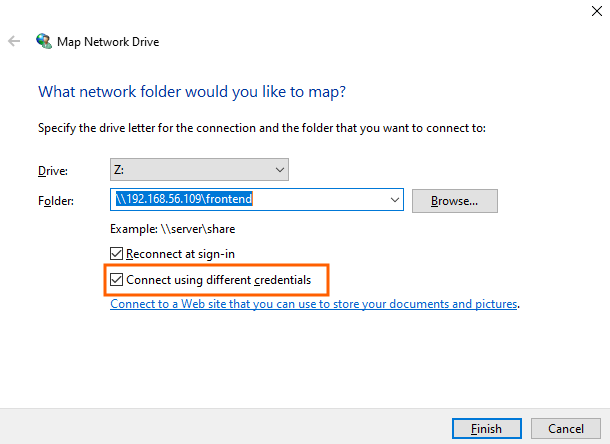 Map Network Drive
What network folder would you like to map?
Specify the drive letter for the connection and the folder that you want to connect to:
Drive: Z:
Folder: \\192.168.56.109\frontend Browse...
Example: \\server\share
Reconnect at sign-in
Connect using different credentials
Connect to a Web site that you can use to store your documents and pictures.
Finish Cancel